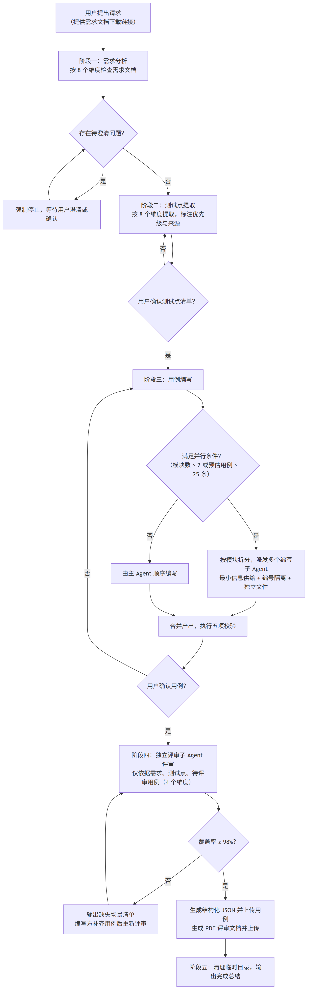 用户提出请求
（提供需求文档下载链接）
阶段一：需求分析
按 8 个维度检查需求文档
存在待澄清问题？
是
否
强制停止，等待用户澄清或
确认
阶段二：测试点提取
按 8 个维度提取，标注优先
级与来源
否
用户确认测试点清单？
是
阶段三：用例编写
满足并行条件？
（模块数 ≥ 2 或预估用例 ≥
25 条）
否
是
按模块拆分，派发多个编写
子 Agent
最小信息供给 + 编号隔离 +
独立文件
由主 Agent 顺序编写
否
合并产出，执行五项校验
用户确认用例？
是
阶段四：独立评审子 Agent
评审
仅依据需求、测试点、待评
审用例（4 个维度）
覆盖率 ≥ 98%？
否
是
输出缺失场景清单
编写方补齐用例后重新评审
生成结构化 JSON 并上传用
例
生成 PDF 评审文档并上传
阶段五：清理临时目录，输
出完成总结